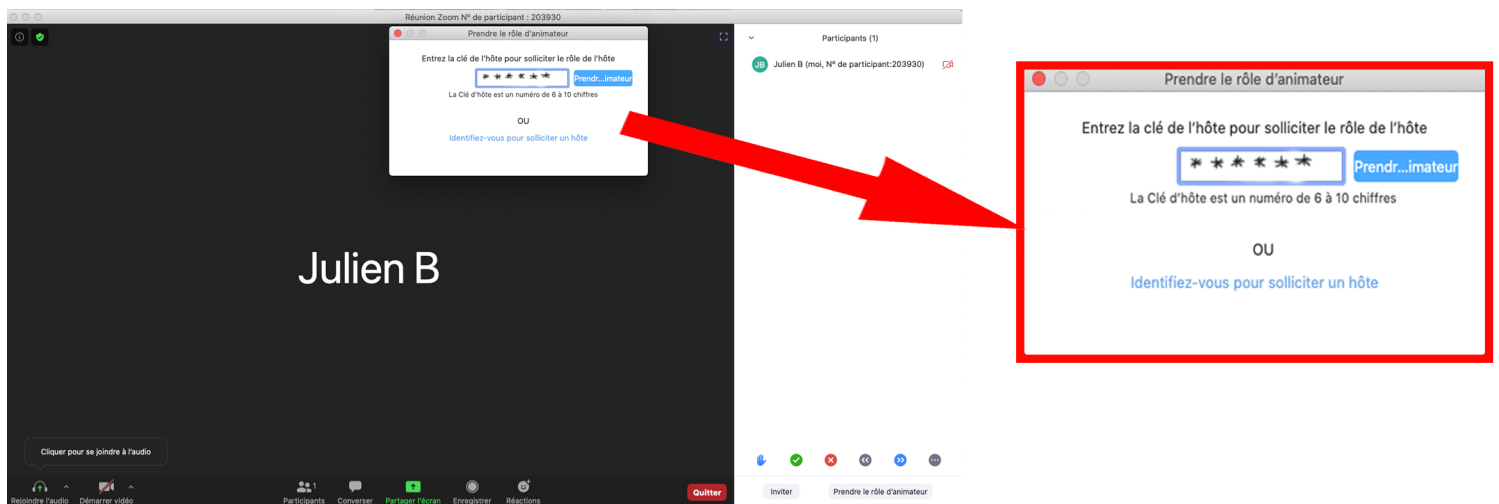 Réunion Zoom N° de participant : 203930
Prendre le rôle d'animateur
Entrez la clé de l'hôte pour solliciter le rôle de l'hôte
******
Prendr...imateur
La Clé d'hôte est un numéro de 6 à 10 chiffres
OU
Identifiez-vous pour solliciter un hôte
Julien B
Cliquer pour se joindre à l'audio
Rejoindre l'audio
Démarrer vidéo
1
Participants
Converser
Partager l'écran
Enregistrer
Réactions
Quitter
Participants (1)
JB
Julien B (moi, N° de participant:203930)
Inviter
Prendre le rôle d'animateur
Prendre le rôle d'animateur
Entrez la clé de l'hôte pour solliciter le rôle de l'hôte
******
Prendr...imateur
La Clé d'hôte est un numéro de 6 à 10 chiffres
OU
Identifiez-vous pour solliciter un hôte